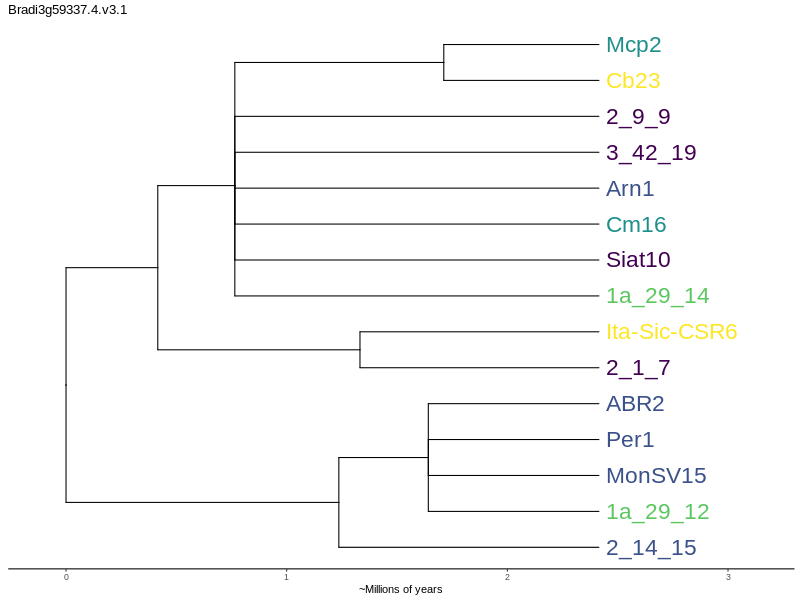 Bradi3g59337.4.v3.1
Mcp2
Cb23
2_9_9
3_42_19
Arn1
Cm16
Siat10
1a_29_14
Ita-Sic-CSR6
2_1_7
ABR2
Per1
MonSV15
1a_29_12
2_14_15
0 1 2 3
~Millions of years